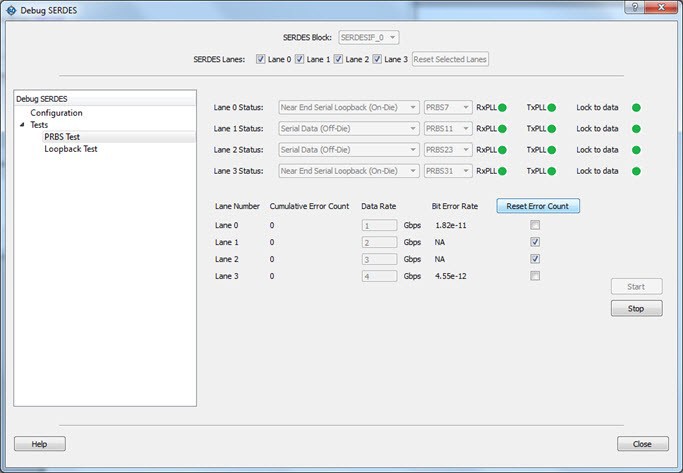 Debug SERDES
SERDES Block: SERDESIF_0
SERDES Lanes: Lane 0 Lane 1 Lane 2 Lane 3 Reset Selected Lanes
Debug SERDES
Configuration
Tests
PRBS Test
Loopback Test
Lane 0 Status: Near End Serial Loopback (On-Die) PRBS7 RxPLL TxPLL Lock to data
Lane 1 Status: Serial Data (Off-Die) PRBS11 RxPLL TxPLL Lock to data
Lane 2 Status: Serial Data (Off-Die) PRBS23 RxPLL TxPLL Lock to data
Lane 3 Status: Near End Serial Loopback (On-Die) PRBS31 RxPLL TxPLL Lock to data
Lane Number Cumulative Error Count Data Rate Bit Error Rate Reset Error Count
Lane 0 0 1 Gbps 1.82e-11
Lane 1 0 2 Gbps NA
Lane 2 0 3 Gbps NA
Lane 3 0 4 Gbps 4.55e-12
Start
Stop
Help Close